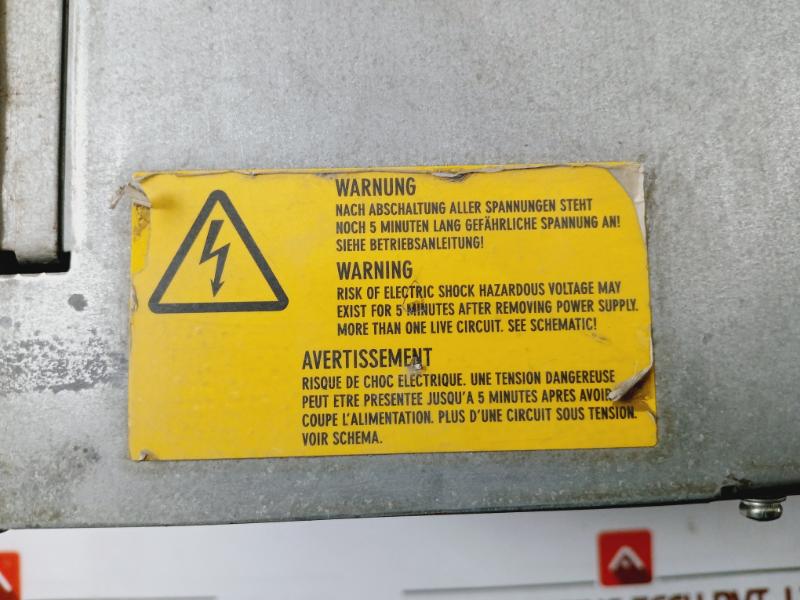 WARNUNG
NACH ABSCHALTUNG ALLER SPANNUNGEN STEHT
NOCH 5 MINUTEN LANG GEFÄHRLICHE SPANNUNG AN!
SIEHE BETRIEBSANLEITUNG!
WARNING
RISK OF ELECTRIC SHOCK HAZARDOUS VOLTAGE MAY
EXIST FOR 5 MINUTES AFTER REMOVING POWER SUPPLY.
MORE THAN ONE LIVE CIRCUIT. SEE SCHEMATIC!
AVERTISSEMENT
RISQUE DE CHOC ELECTRIQUE. UNE TENSION DANGEREUSE
PEUT ETRE PRESENTEE JUSQU'A 5 MINUTES APRES AVOIR
COUPE L'ALIMENTATION. PLUS D'UNE CIRCUIT SOUS TENSION.
VOIR SCHEMA.